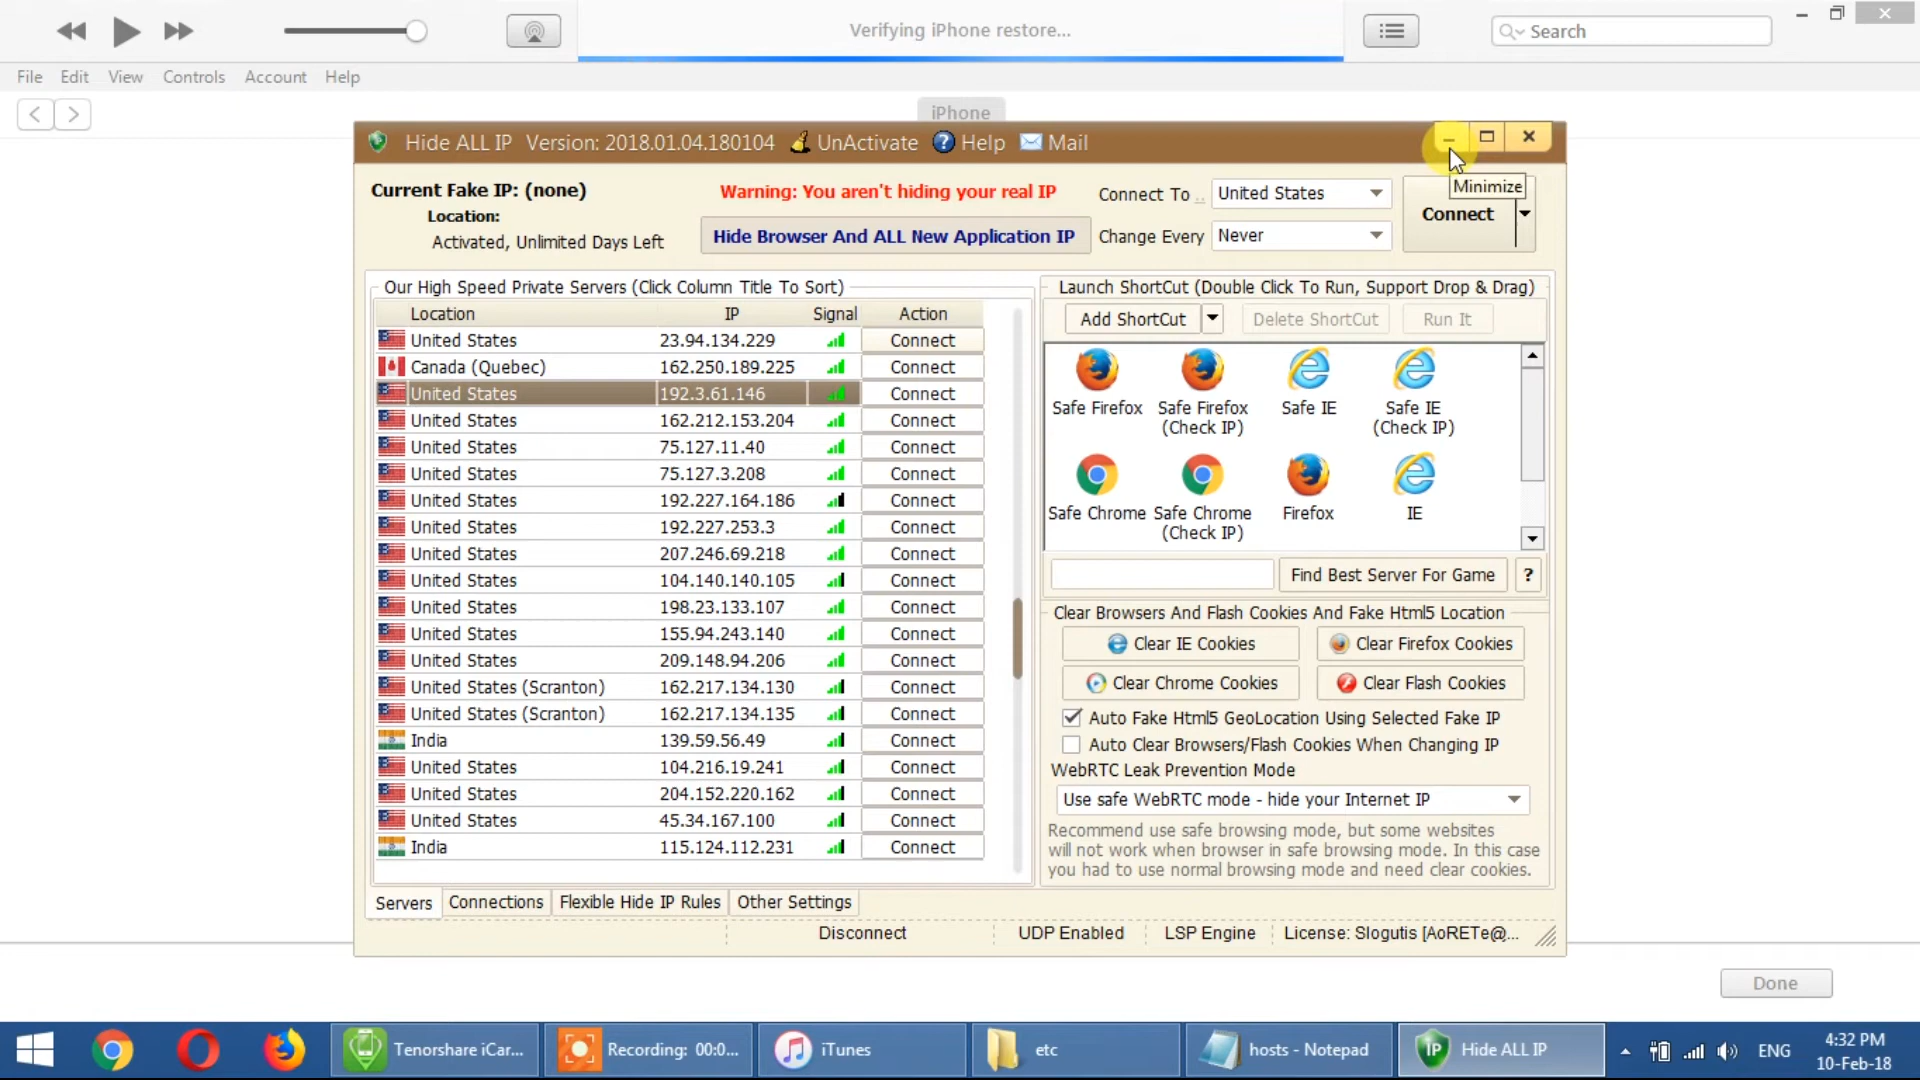 Verifying iPhone restore...
Search
File Edit View Controls Account Help
iPhone
Hide ALL IP Version: 2018.01.04.180104 UnActivate Help Mail
Minimize
Current Fake IP: (none)
Location:
Activated, Unlimited Days Left
Warning: You aren't hiding your real IP
Hide Browser And ALL New Application IP
Connect To .. United States
Change Every Never
Connect
Our High Speed Private Servers (Click Column Title To Sort)
Location IP Signal Action
United States 23.94.134.229 Connect
Canada (Quebec) 162.250.189.225 Connect
United States 192.3.61.146 Connect
United States 162.212.153.204 Connect
United States 75.127.11.40 Connect
United States 75.127.3.208 Connect
United States 192.227.164.186 Connect
United States 192.227.253.3 Connect
United States 207.246.69.218 Connect
United States 104.140.140.105 Connect
United States 198.23.133.107 Connect
United States 155.94.243.140 Connect
United States 209.148.94.206 Connect
United States (Scranton) 162.217.134.130 Connect
United States (Scranton) 162.217.134.135 Connect
India 139.59.56.49 Connect
United States 104.216.19.241 Connect
United States 204.152.220.162 Connect
United States 45.34.167.100 Connect
India 115.124.112.231 Connect
Launch ShortCut (Double Click To Run, Support Drop & Drag)
Add ShortCut Delete ShortCut Run It
Safe Firefox Safe Firefox (Check IP) Safe IE Safe IE (Check IP)
Safe Chrome Safe Chrome (Check IP) Firefox IE
Find Best Server For Game ?
Clear Browsers And Flash Cookies And Fake Html5 Location
Clear IE Cookies Clear Firefox Cookies
Clear Chrome Cookies Clear Flash Cookies
Auto Fake Html5 GeoLocation Using Selected Fake IP
Auto Clear Browsers/Flash Cookies When Changing IP
WebRTC Leak Prevention Mode
Use safe WebRTC mode - hide your Internet IP
Recommend use safe browsing mode, but some websites
will not work when browser in safe browsing mode. In this case
you had to use normal browsing mode and need clear cookies.
Servers Connections Flexible Hide IP Rules Other Settings
Disconnect UDP Enabled LSP Engine License: Slogutis [AoRETe@...
Done
Tenorshare iCar... Recording: 00:0... iTunes etc hosts - Notepad IP Hide ALL IP ENG 4:32 PM
10-Feb-18